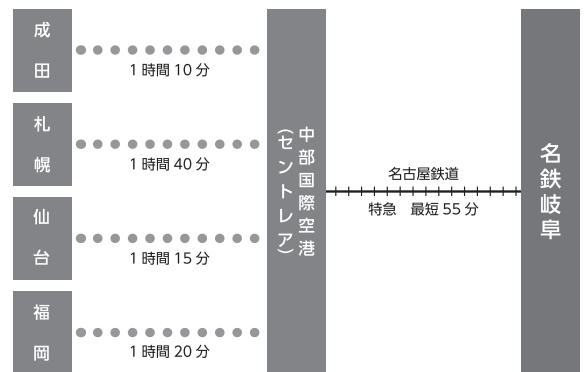 成田
1時間10分
札幌
1時間40分
仙台
1時間15分
福岡
1時間20分
中部国際空港
(セントレア)
名古屋鉄道
特急 最短55分
名鉄岐阜